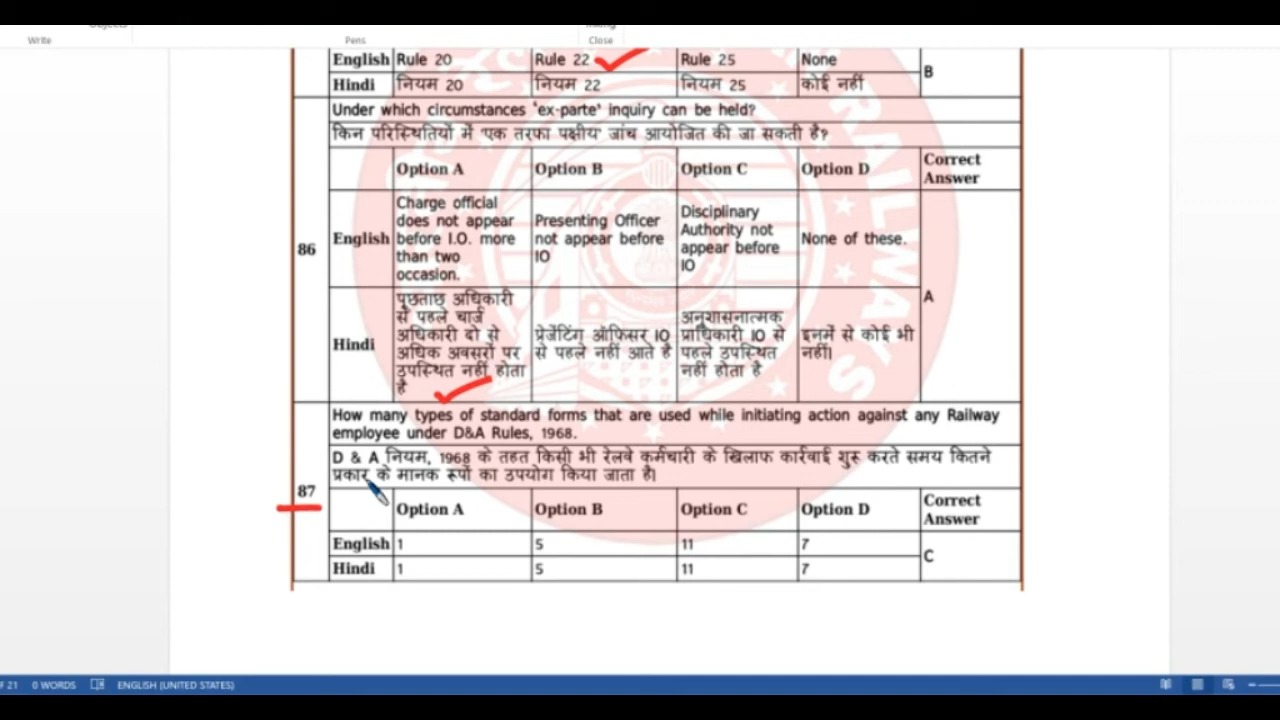 Write
Pens
Close
English Rule 20 Rule 22 Rule 25 None
B
Hindi नियम 20 नियम 22 नियम 25 कोई नहीं
Under which circumstances 'ex-parte' inquiry can be held?
किन परिस्थितियों में 'एक तरफा पक्षीय' जांच आयोजित की जा सकती है?
Option A Option B Option C Option D Correct
Answer
86
English
Charge official
does not appear
before I.O. more
than two
occasion.
Presenting Officer
not appear before
IO
Disciplinary
Authority not
appear before
IO
None of these.
A
Hindi
पूछताछ अधिकारी
से पहले चार्ज
अधिकारी दो से
अधिक अवसरों पर
उपस्थित नहीं होता
है
प्रेजेंटिंग ऑफिसर IO
से पहले नहीं आते है
अनुशासनात्मक
प्राधिकारी IO से
पहले उपस्थित
नहीं होता है
इनमें से कोई भी
नहीं।
How many types of standard forms that are used while initiating action against any Railway
employee under D&A Rules, 1968.
D & A नियम, 1968 के तहत किसी भी रेलवे कर्मचारी के खिलाफ कार्रवाई शुरू करते समय कितने
प्रकार के मानक रूपों का उपयोग किया जाता है।
87
Option A Option B Option C Option D Correct
Answer
English 1 5 11 7
C
Hindi 1 5 11 7
RAILWAYS
F 21 0 WORDS ENGLISH (UNITED STATES)